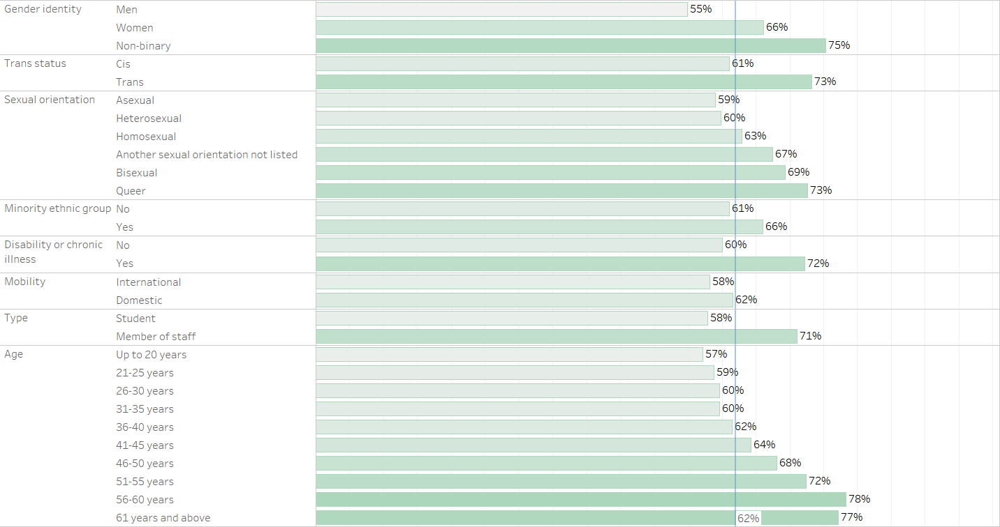 Gender identity Men 55%
Women 66%
Non-binary 75%
Trans status Cis 61%
Trans 73%
Sexual orientation Asexual 59%
Heterosexual 60%
Homosexual 63%
Another sexual orientation not listed 67%
Bisexual 69%
Queer 73%
Minority ethnic group No 61%
Yes 66%
Disability or chronic No 60%
illness
Yes 72%
Mobility International 58%
Domestic 62%
Type Student 58%
Member of staff 71%
Age Up to 20 years 57%
21-25 years 59%
26-30 years 60%
31-35 years 60%
36-40 years 62%
41-45 years 64%
46-50 years 68%
51-55 years 72%
56-60 years 78%
61 years and above 62% 77%